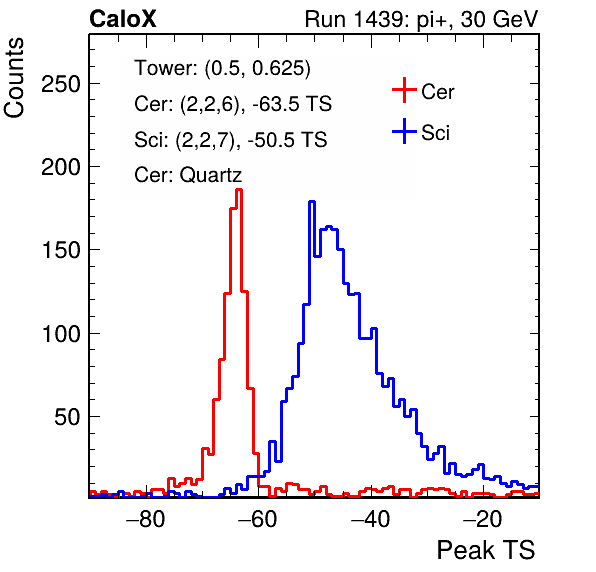 CaloX Run 1439: pi+, 30 GeV
Counts
Tower: (0.5, 0.625)
Cer: (2,2,6), -63.5 TS
Sci: (2,2,7), -50.5 TS
Cer: Quartz
Cer
Sci
250
200
150
100
50
−80 −60 −40 −20
Peak TS